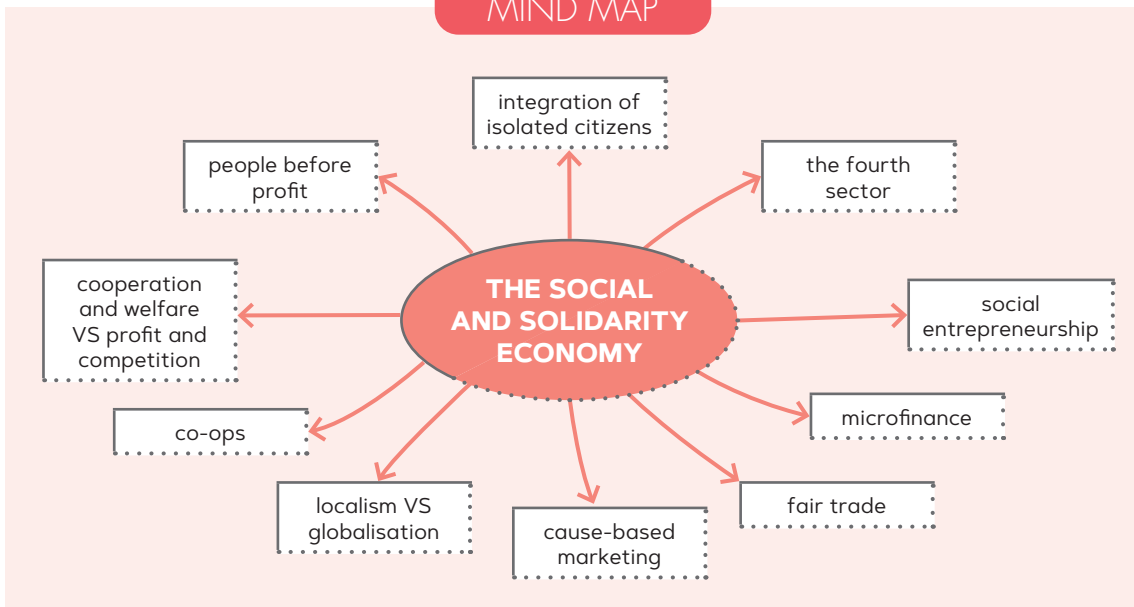 MIND MAP
integration of
isolated citizens
people before
profit
the fourth
sector
cooperation
and welfare
VS profit and
competition
THE SOCIAL
AND SOLIDARITY
ECONOMY
social
entrepreneurship
co-ops
microfinance
localism VS
globalisation
cause-based
marketing
fair trade